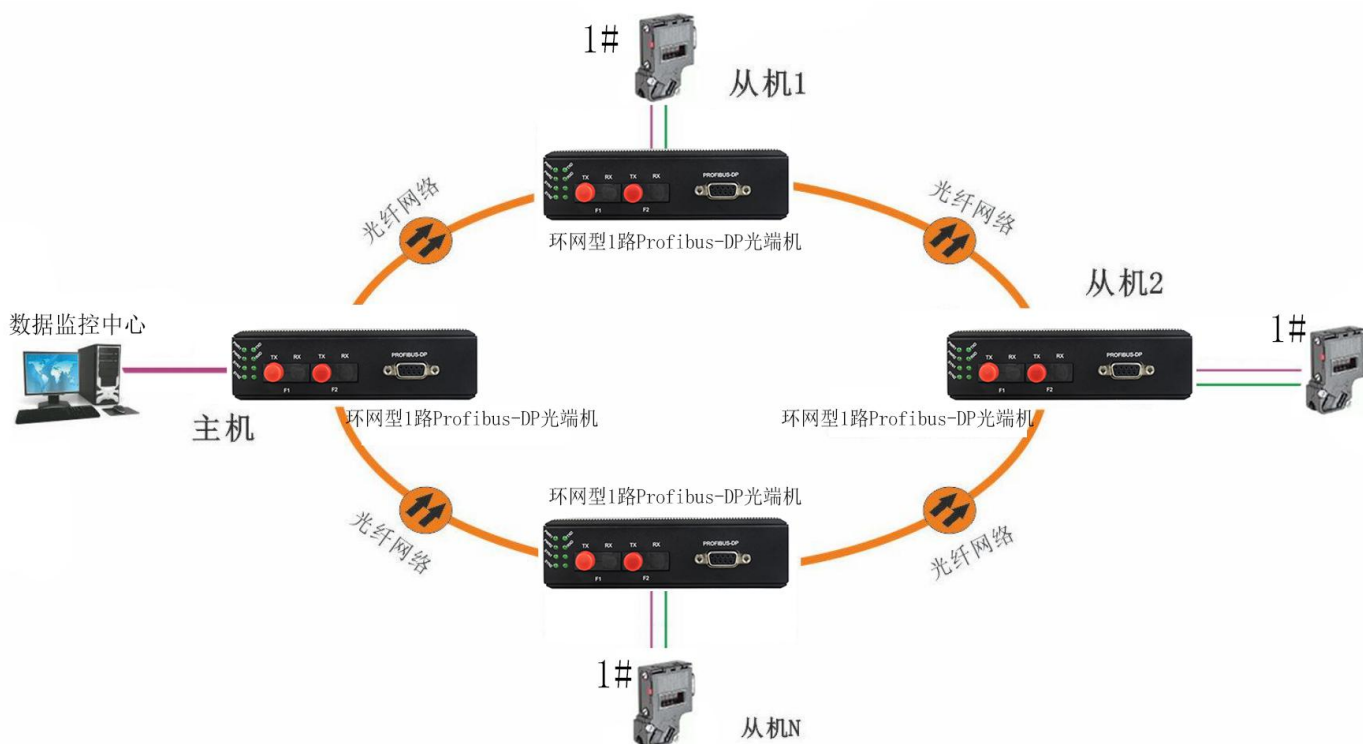 1#
从机1
TX RX TX RX PROFIBUS-DP
F1 F2
环网型1路Profibus-DP光端机
光纤网络
光纤网络
从机2
1#
数据监控中心
TX RX TX RX PROFIBUS-DP
F1 F2
主机
环网型1路Profibus-DP光端机
TX RX TX RX PROFIBUS-DP
F1 F2
环网型1路Profibus-DP光端机
环网型1路Profibus-DP光端机
光纤网络
光纤网络
TX RX TX RX PROFIBUS-DP
F1 F2
1#
从机N